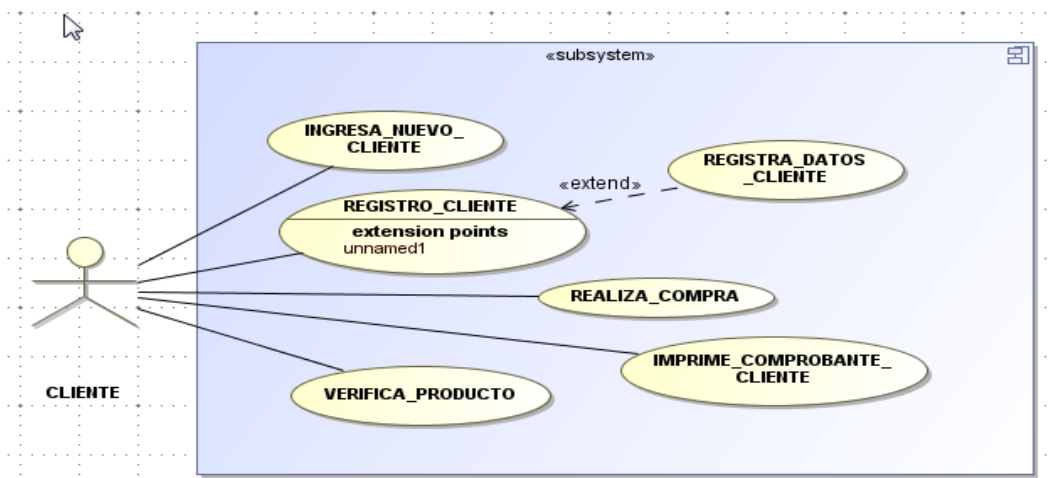 «subsystem»
INGRESA_NUEVO_
CLIENTE
REGISTRA_DATOS
_CLIENTE
«extend»
REGISTRO_CLIENTE
extension points
unnamed1
REALIZA_COMPRA
IMPRIME_COMPROBANTE_
CLIENTE
VERIFICA_PRODUCTO
CLIENTE